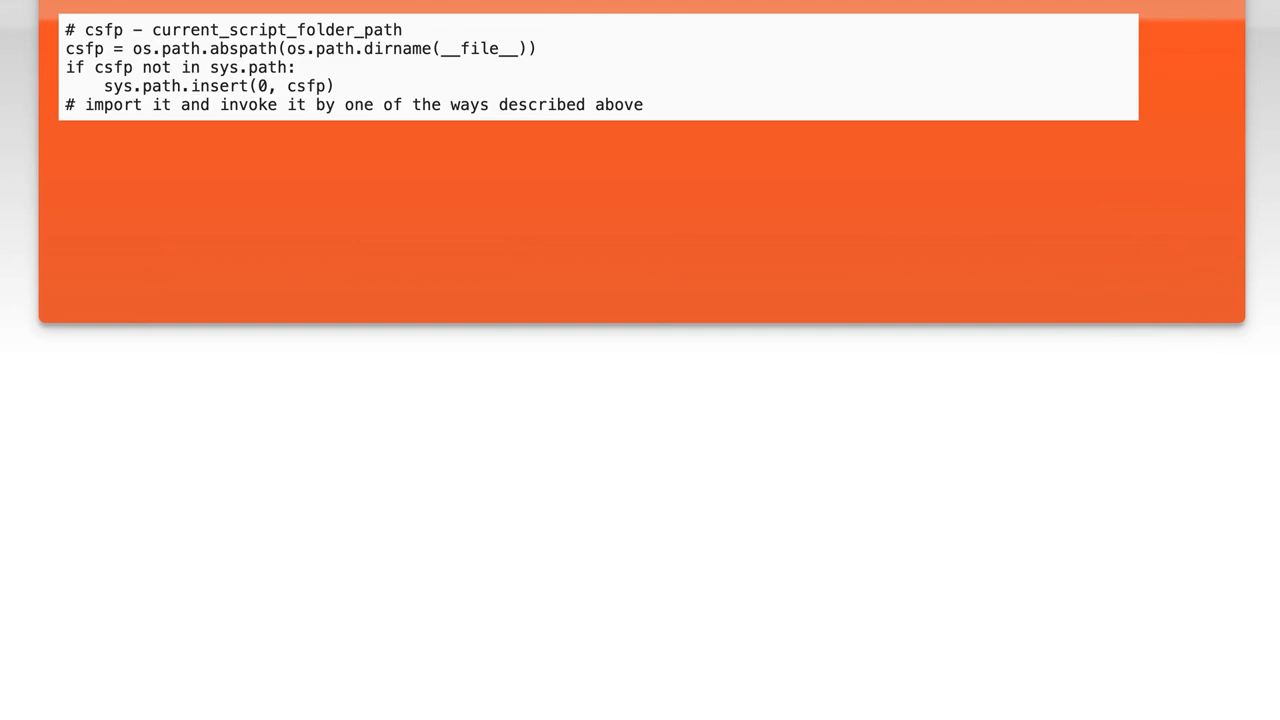 # csfp - current_script_folder_path
csfp = os.path.abspath(os.path.dirname(__file__))
if csfp not in sys.path:
    sys.path.insert(0, csfp)
# import it and invoke it by one of the ways described above